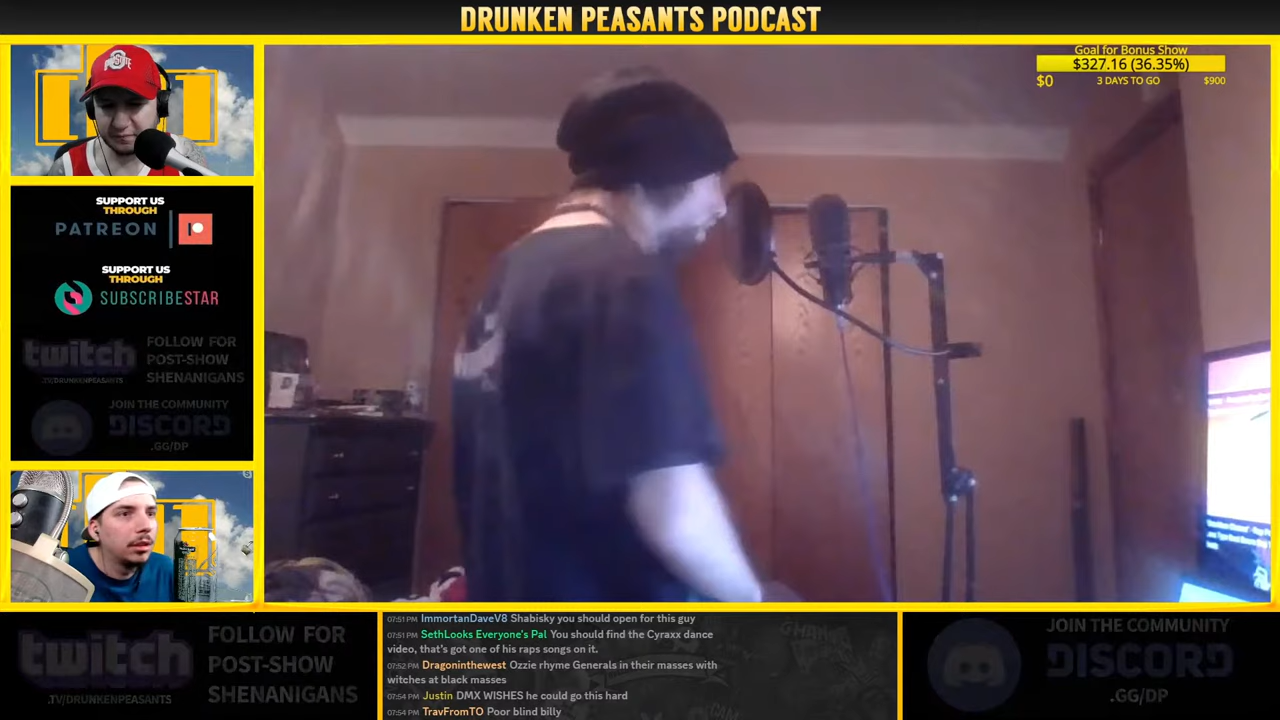 DRUNKEN PEASANTS PODCAST
Goal for Bonus Show
$327.16 (36.35%)
$0 3 DAYS TO GO $900
SUPPORT US
THROUGH
PATREON
SUPPORT US
THROUGH
SUBSCRIBESTAR
twitch
.TV/DRUNKENPEASANTS
FOLLOW FOR
POST-SHOW
SHENANIGANS
JOIN THE COMMUNITY
DISCORD
.GG/DP
07:51 PM ImmortanDaveV8 Shabisky you should open for this guy
07:51 PM SethLooks Everyone's Pal You should find the Cyraxx dance
video, that's got one of his raps songs on it.
07:52 PM Dragoninthewest Ozzie rhyme Generals in their masses with
witches at black masses
07:54 PM Justin DMX WISHES he could go this hard
07:54 PM TravFromTO Poor blind billy
twitch
.TV/DRUNKENPEASANTS
FOLLOW FOR
POST-SHOW
SHENANIGANS
JOIN THE COMMUNITY
DISCORD
.GG/DP